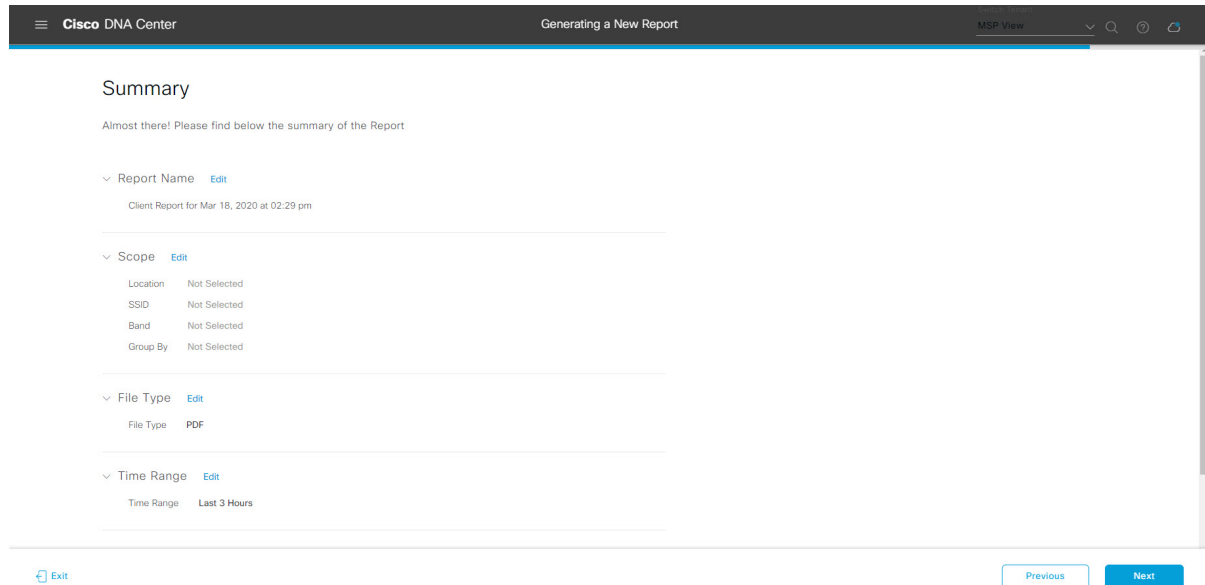 Cisco DNA Center
Generating a New Report
MSP View
Summary
Almost there! Please find below the summary of the Report
Report Name Edit
Client Report for Mar 18, 2020 at 02:29 pm
Scope Edit
Location Not Selected
SSID Not Selected
Band Not Selected
Group By Not Selected
File Type Edit
File Type PDF
Time Range Edit
Time Range Last 3 Hours
Exit
Previous
Next